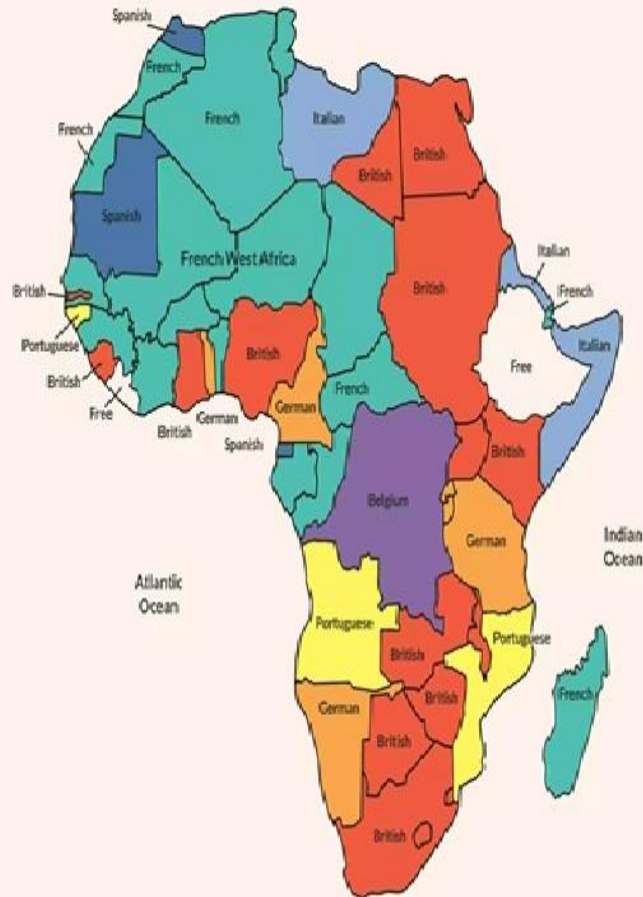 Spanish
French
French
Italian
British
French
British
Spanish
French West Africa
Italian
British
British
French
Portuguese
Italian
British
British
Free
Free
French
German
British
German
British
Spanish
Belgium
Indian
Ocean
German
Atlantic
Ocean
Portuguese
Portuguese
British
French
British
German
British
British